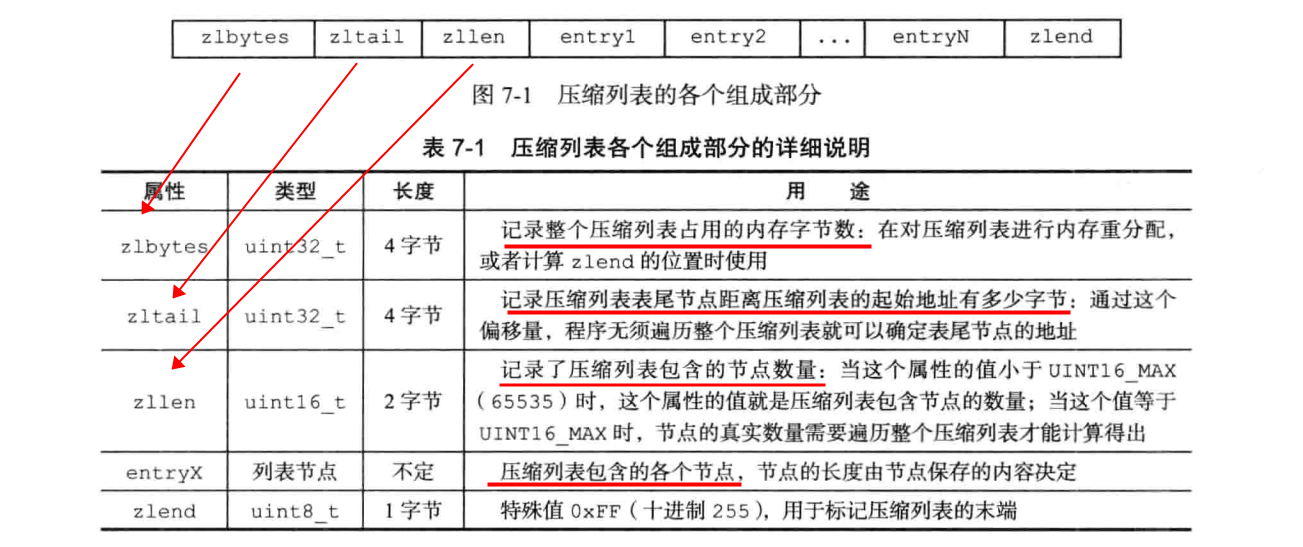 zlbytes zltail zllen entry1 entry2 ... entryN zlend
图 7-1 压缩列表的各个组成部分
表 7-1 压缩列表各个组成部分的详细说明
属性 类型 长度 用 途
zlbytes uint32_t 4 字节 记录整个压缩列表占用的内存字节数：在对压缩列表进行内存重分配，
或者计算 zlend 的位置时使用
zltail uint32_t 4 字节 记录压缩列表表尾节点距离压缩列表的起始地址有多少字节：通过这个
偏移量，程序无须遍历整个压缩列表就可以确定表尾节点的地址
zllen uint16_t 2 字节 记录了压缩列表包含的节点数量：当这个属性的值小于 UINT16_MAX
（65535）时，这个属性的值就是压缩列表包含节点的数量；当这个值等于
UINT16_MAX 时，节点的真实数量需要遍历整个压缩列表才能计算得出
entryX 列表节点 不定 压缩列表包含的各个节点，节点的长度由节点保存的内容决定
zlend uint8_t 1 字节 特殊值 0xFF（十进制 255），用于标记压缩列表的末端